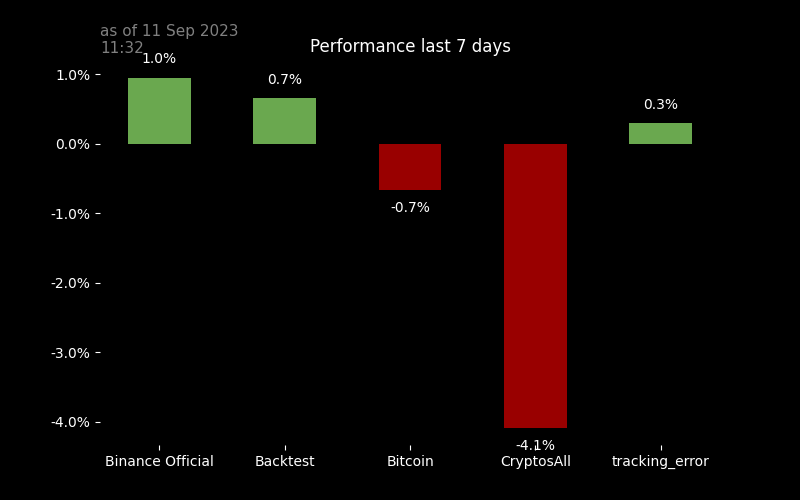 as of 11 Sep 2023
11:32
Performance last 7 days
1.0%
0.0%
-1.0%
-2.0%
-3.0%
-4.0%
1.0%
0.7%
-0.7%
-4.1%
0.3%
Binance Official
Backtest
Bitcoin
CryptosAll
tracking_error